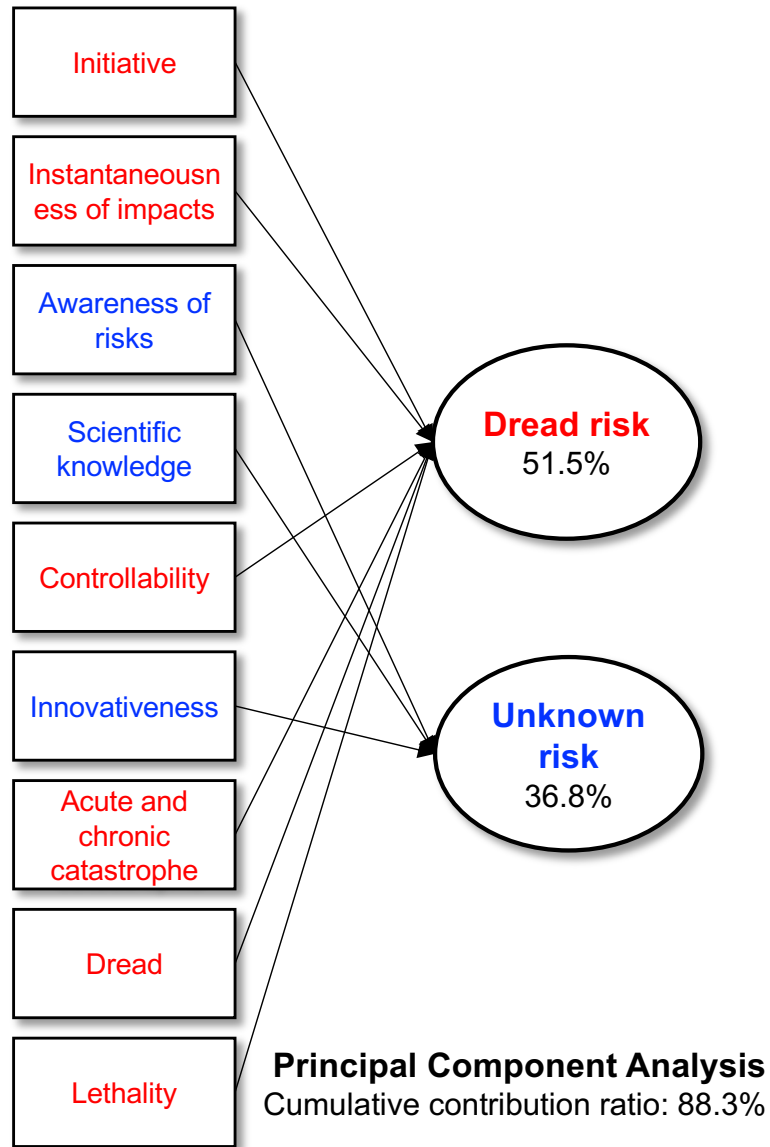 Initiative
Instantaneousn
ess of impacts
Awareness of
risks
Scientific
knowledge
Controllability
Innovativeness
Acute and
chronic
catastrophe
Dread
Lethality
Dread risk
51.5%
Unknown
risk
36.8%
Principal Component Analysis
Cumulative contribution ratio: 88.3%